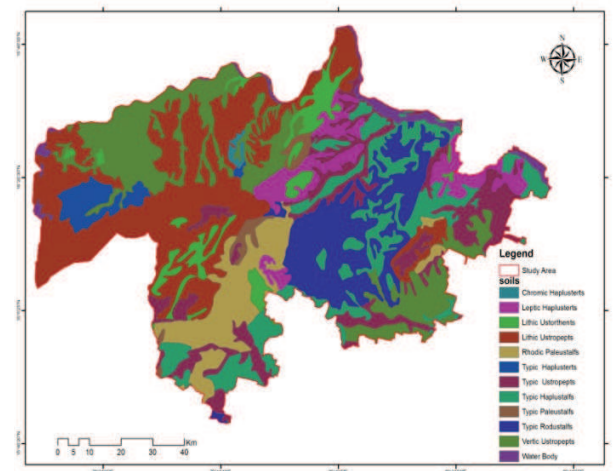 N
W E
S
Legend
Study Area
soils
Chromic Haplusterts
Leptic Haplusterts
Lithic Ustorthents
Lithic Ustropepts
Rhodic Paleustalfs
Typic Haplusterts
Typic Ustropepts
Typic Haplustalfs
Typic Paleustalfs
Typic Rodustalfs
Vertic Ustropepts
Water Body
Km
0 5 10 20 30 40